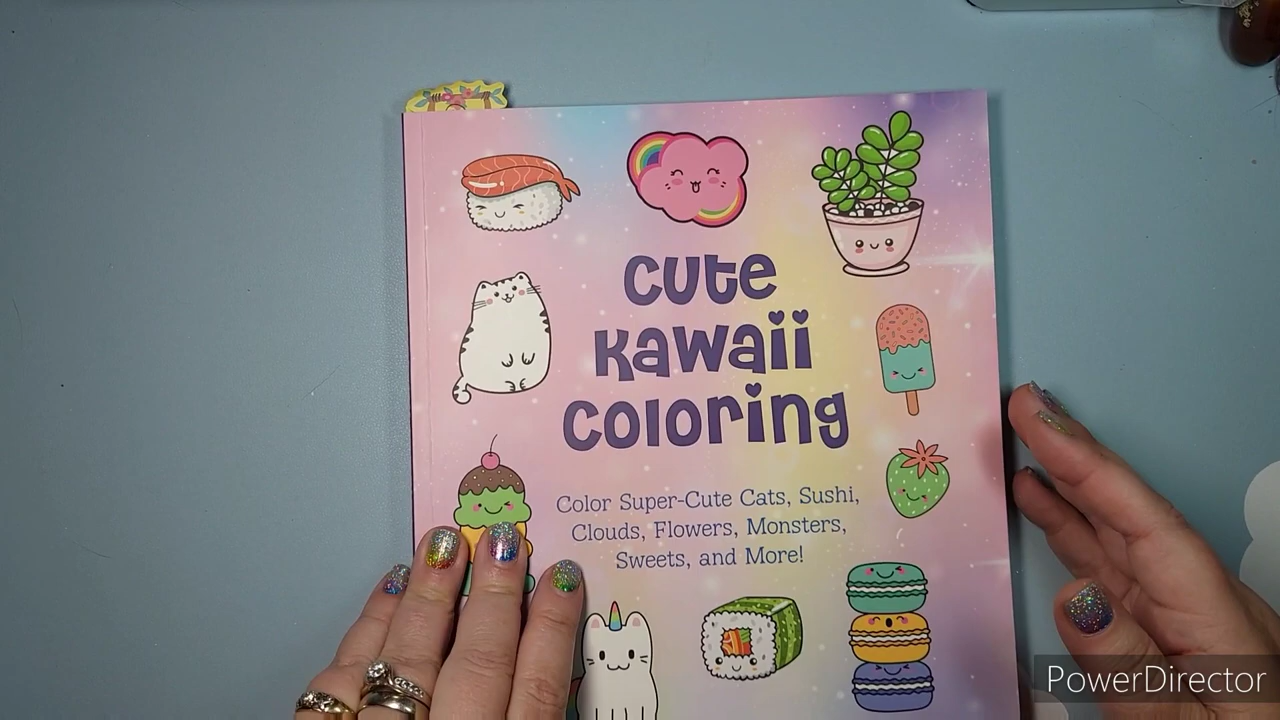 cute
kawaii
coloring
Color Super-Cute Cats, Sushi,
Clouds, Flowers, Monsters,
Sweets, and More!
PowerDirector